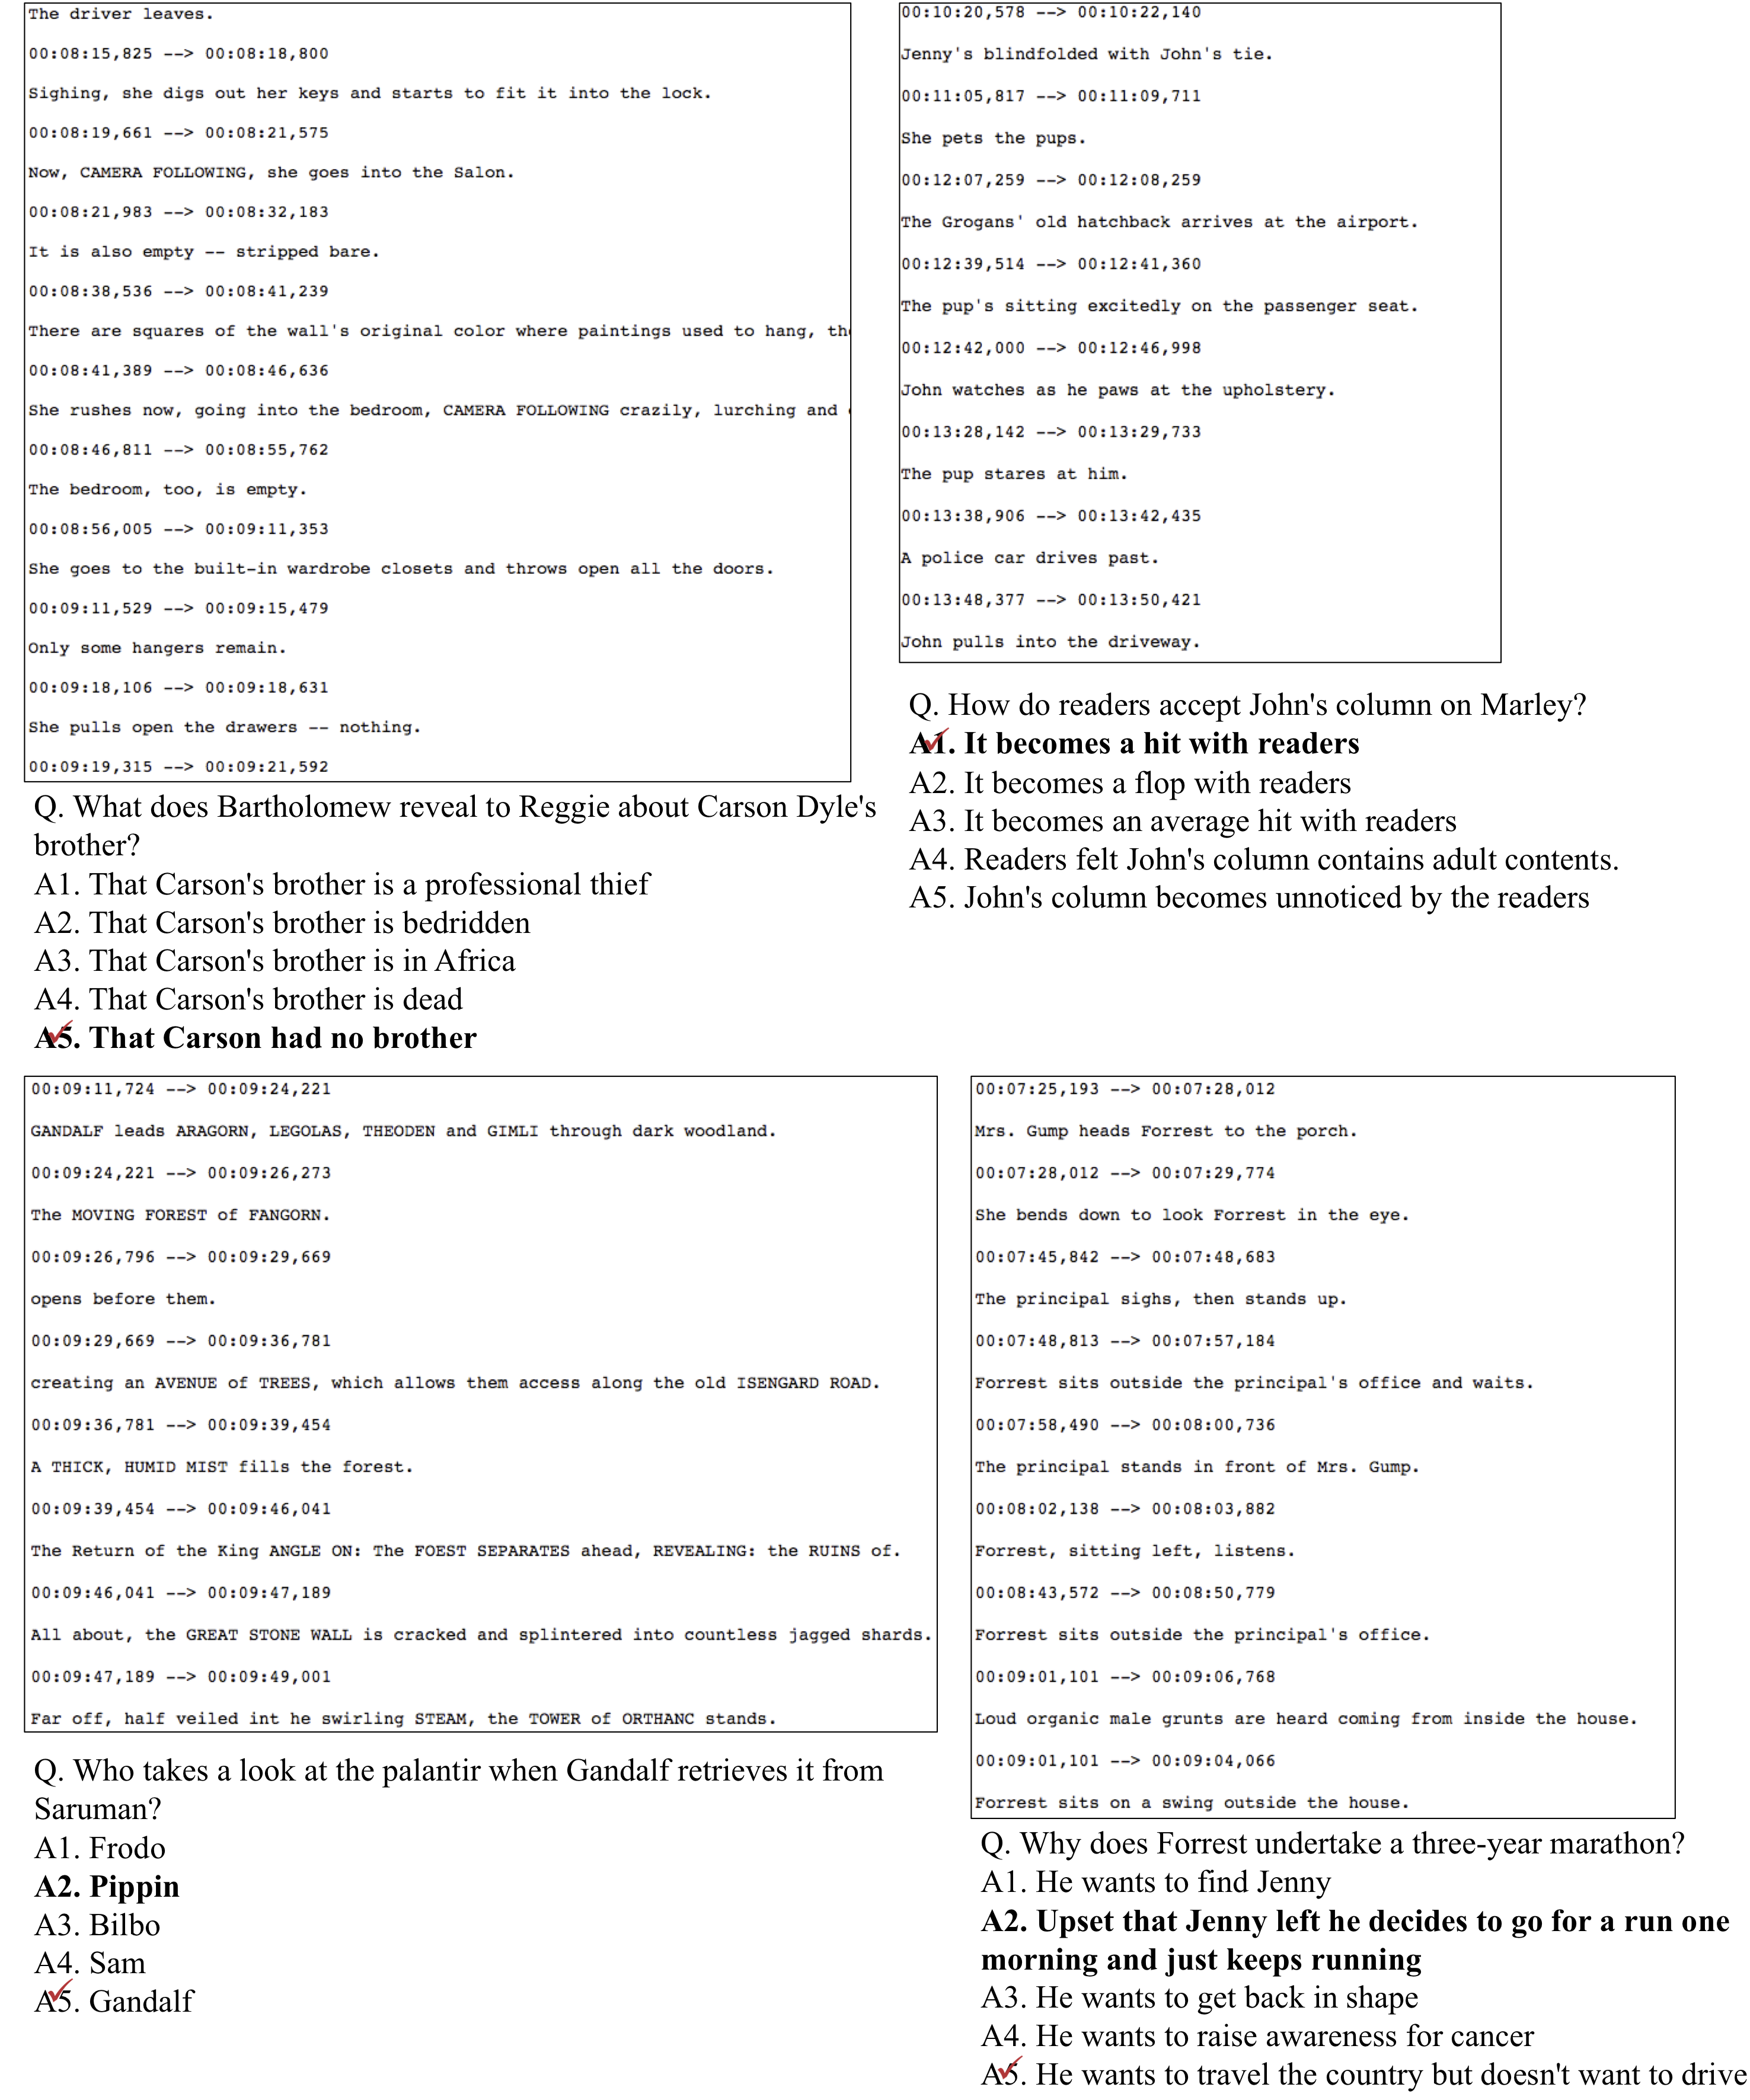 The driver leaves.
00:08:15,825 --> 00:08:18,800
Sighing, she digs out her keys and starts to fit it into the lock.
00:08:19,661 --> 00:08:21,575
Now, CAMERA FOLLOWING, she goes into the Salon.
00:08:21,983 --> 00:08:32,183
It is also empty -- stripped bare.
00:08:38,536 --> 00:08:41,239
There are squares of the wall's original color where paintings used to hang, the
00:08:41,389 --> 00:08:46,636
She rushes now, going into the bedroom, CAMERA FOLLOWING crazily, lurching and
00:08:46,811 --> 00:08:55,762
The bedroom, too, is empty.
00:08:56,005 --> 00:09:11,353
She goes to the built-in wardrobe closets and throws open all the doors.
00:09:11,529 --> 00:09:15,479
Only some hangers remain.
00:09:18,106 --> 00:09:18,631
She pulls open the drawers -- nothing.
00:09:19,315 --> 00:09:21,592
Q. What does Bartholomew reveal to Reggie about Carson Dyle's
brother?
A1. That Carson's brother is a professional thief
A2. That Carson's brother is bedridden
A3. That Carson's brother is in Africa
A4. That Carson's brother is dead
A5. That Carson had no brother
00:10:20,578 --> 00:10:22,140
Jenny's blindfolded with John's tie.
00:11:05,817 --> 00:11:09,711
She pets the pups.
00:12:07,259 --> 00:12:08,259
The Grogans' old hatchback arrives at the airport.
00:12:39,514 --> 00:12:41,360
The pup's sitting excitedly on the passenger seat.
00:12:42,000 --> 00:12:46,998
John watches as he paws at the upholstery.
00:13:28,142 --> 00:13:29,733
The pup stares at him.
00:13:38,906 --> 00:13:42,435
A police car drives past.
00:13:48,377 --> 00:13:50,421
John pulls into the driveway.
Q. How do readers accept John's column on Marley?
A1. It becomes a hit with readers
A2. It becomes a flop with readers
A3. It becomes an average hit with readers
A4. Readers felt John's column contains adult contents.
A5. John's column becomes unnoticed by the readers
00:09:11,724 --> 00:09:24,221
GANDALF leads ARAGORN, LEGOLAS, THEODEN and GIMLI through dark woodland.
00:09:24,221 --> 00:09:26,273
The MOVING FOREST of FANGORN.
00:09:26,796 --> 00:09:29,669
opens before them.
00:09:29,669 --> 00:09:36,781
creating an AVENUE of TREES, which allows them access along the old ISENGARD ROAD.
00:09:36,781 --> 00:09:39,454
A THICK, HUMID MIST fills the forest.
00:09:39,454 --> 00:09:46,041
The Return of the King ANGLE ON: The FOEST SEPARATES ahead, REVEALING: the RUINS of.
00:09:46,041 --> 00:09:47,189
All about, the GREAT STONE WALL is cracked and splintered into countless jagged shards.
00:09:47,189 --> 00:09:49,001
Far off, half veiled int he swirling STEAM, the TOWER of ORTHANC stands.
Q. Who takes a look at the palantir when Gandalf retrieves it from
Saruman?
A1. Frodo
A2. Pippin
A3. Bilbo
A4. Sam
A5. Gandalf
00:07:25,193 --> 00:07:28,012
Mrs. Gump heads Forrest to the porch.
00:07:28,012 --> 00:07:29,774
She bends down to look Forrest in the eye.
00:07:45,842 --> 00:07:48,683
The principal sighs, then stands up.
00:07:48,813 --> 00:07:57,184
Forrest sits outside the principal's office and waits.
00:07:58,490 --> 00:08:00,736
The principal stands in front of Mrs. Gump.
00:08:02,138 --> 00:08:03,882
Forrest, sitting left, listens.
00:08:43,572 --> 00:08:50,779
Forrest sits outside the principal's office.
00:09:01,101 --> 00:09:06,768
Loud organic male grunts are heard coming from inside the house.
00:09:01,101 --> 00:09:04,066
Forrest sits on a swing outside the house.
Q. Why does Forrest undertake a three-year marathon?
A1. He wants to find Jenny
A2. Upset that Jenny left he decides to go for a run one
morning and just keeps running
A3. He wants to get back in shape
A4. He wants to raise awareness for cancer
A5. He wants to travel the country but doesn't want to drive